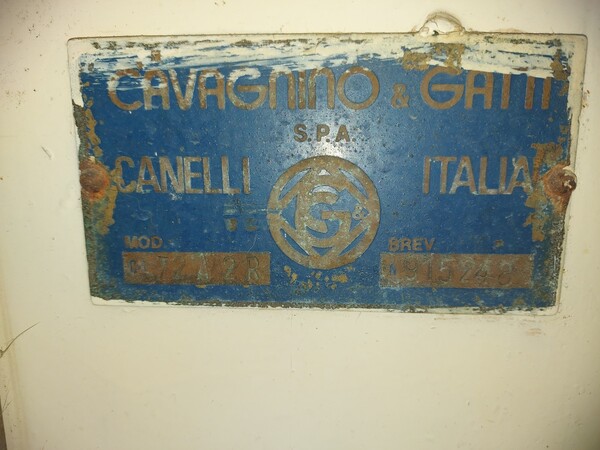 CAVAGNINO & GATTI
S.P.A
CANELLI ITALIA
G&
MOD. BREV.